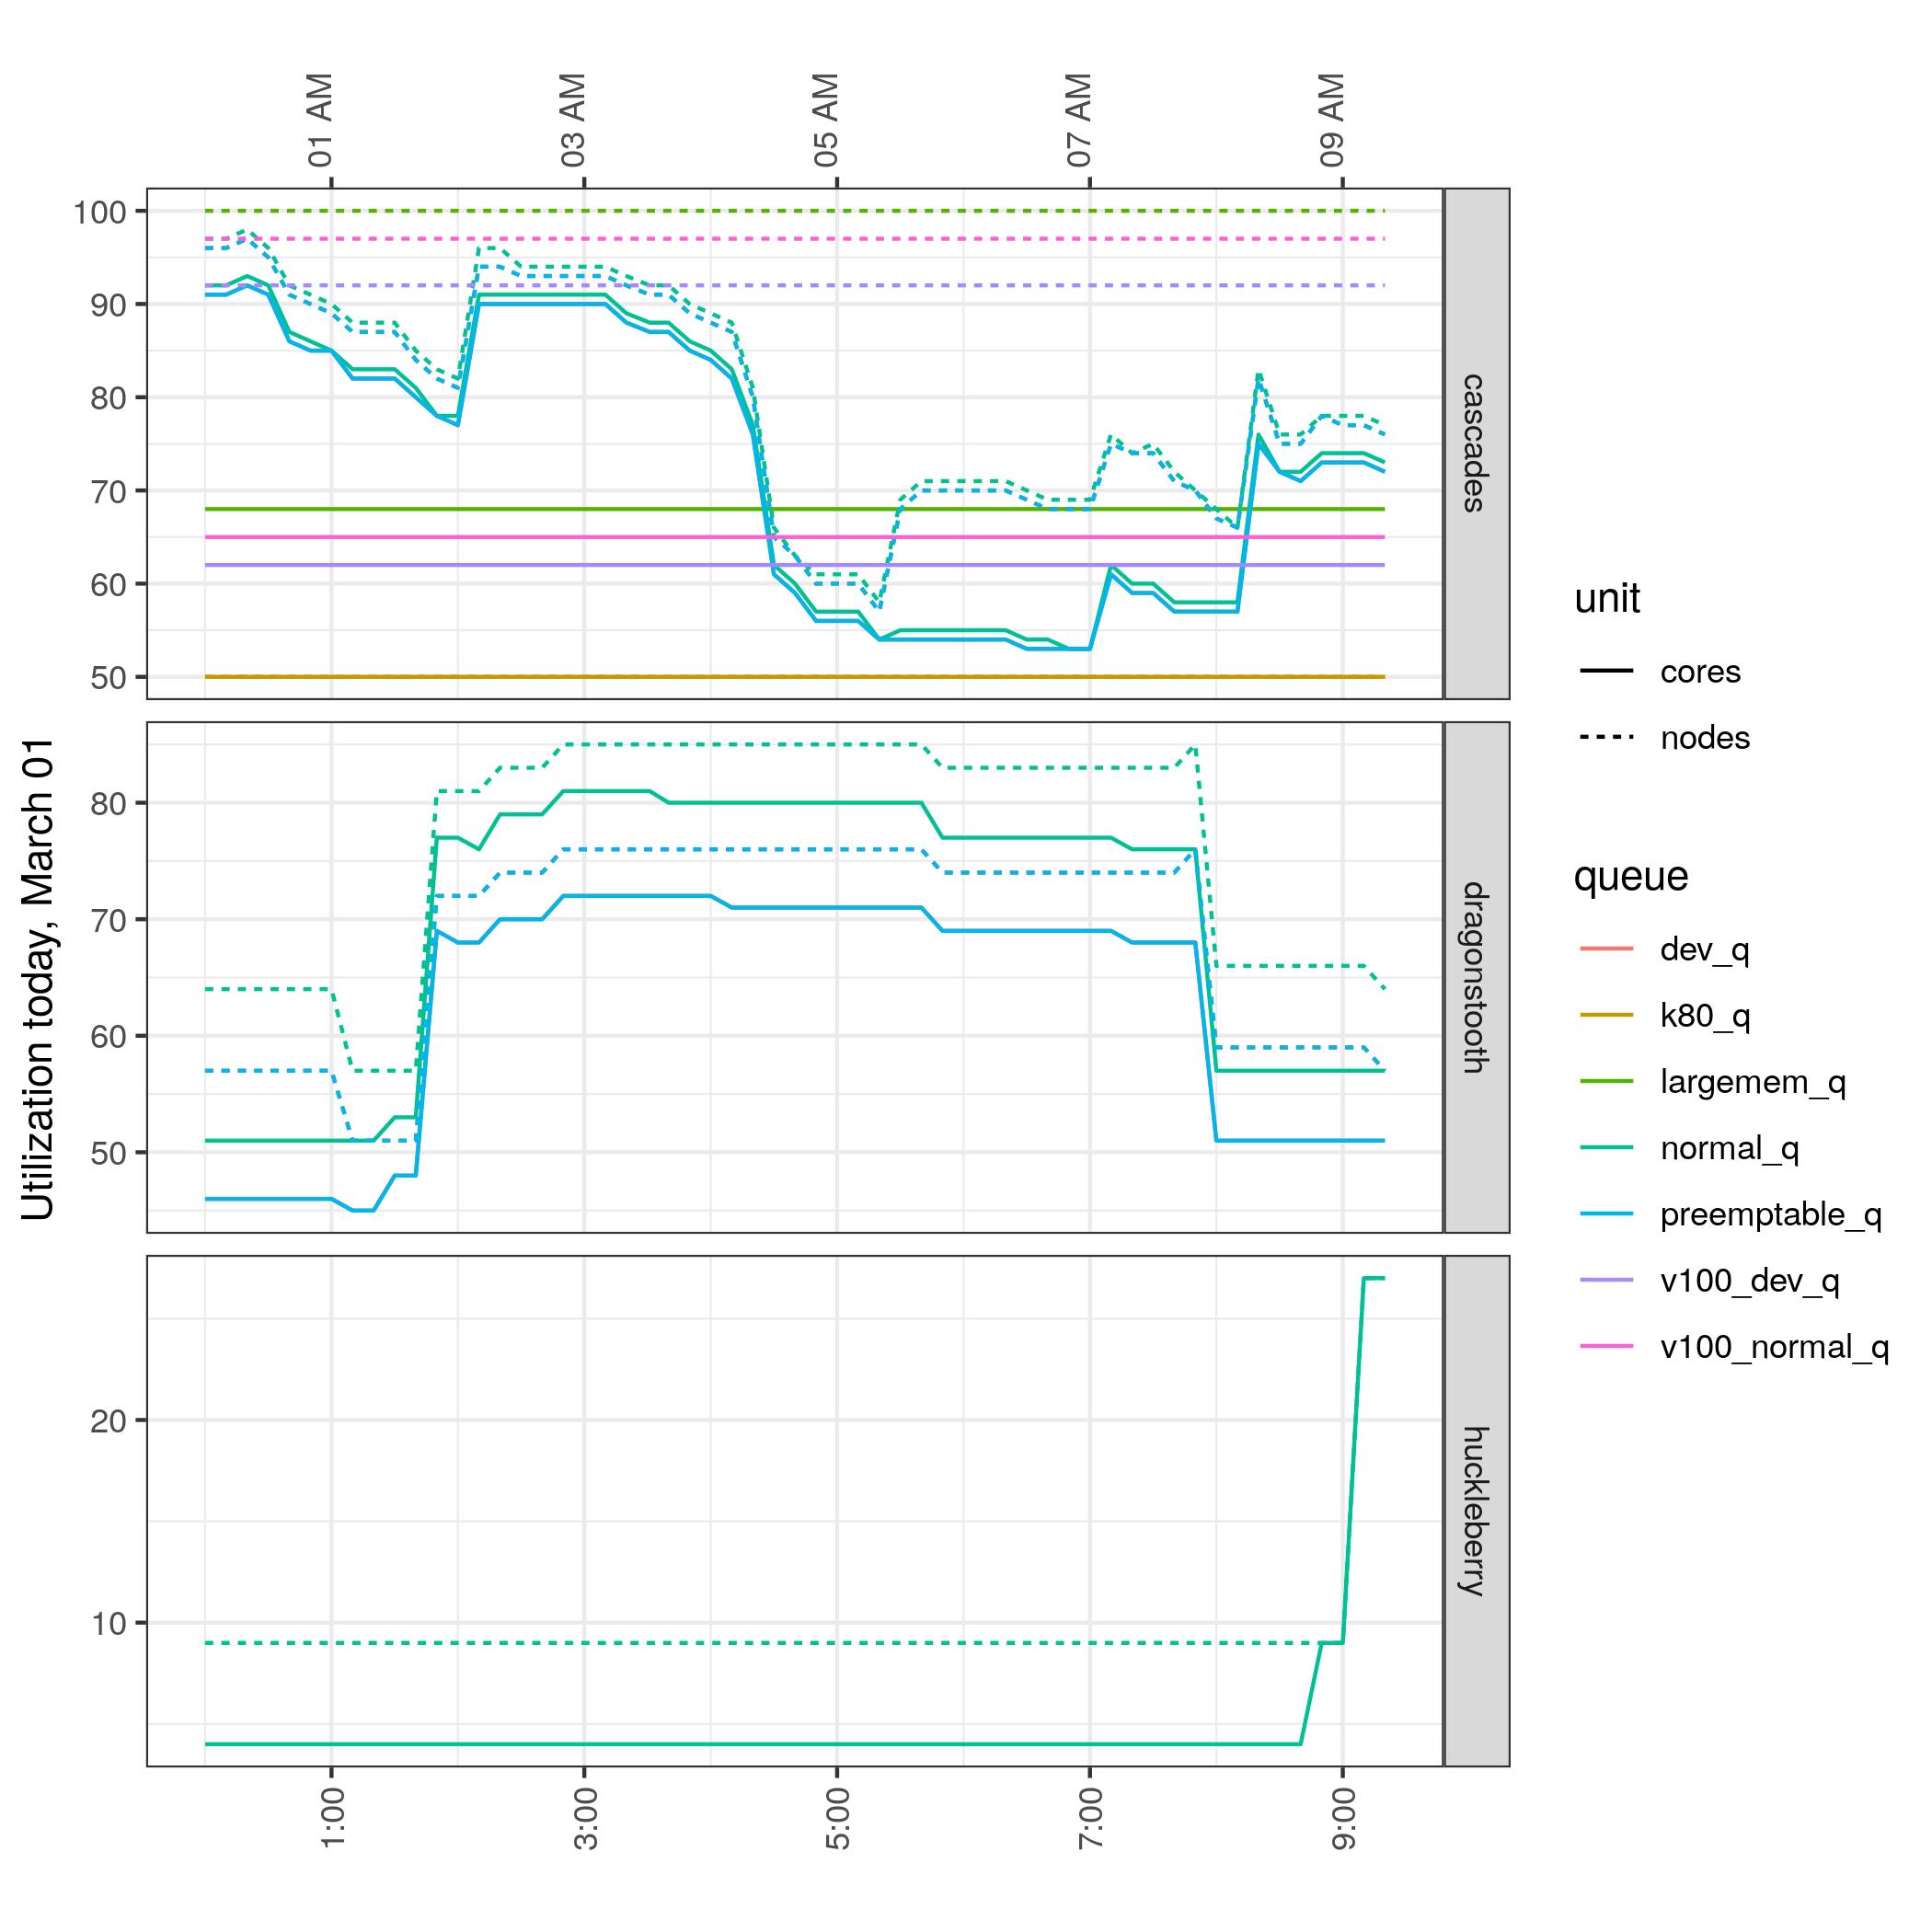 01 AM
03 AM
05 AM
07 AM
09 AM
100
90
80
70
60
50
cascades
80
70
60
50
dragonstooth
20
10
huckleberry
1:00
3:00
5:00
7:00
9:00
Utilization today, March 01
unit
cores
nodes
queue
dev_q
k80_q
largemem_q
normal_q
preemptable_q
v100_dev_q
v100_normal_q